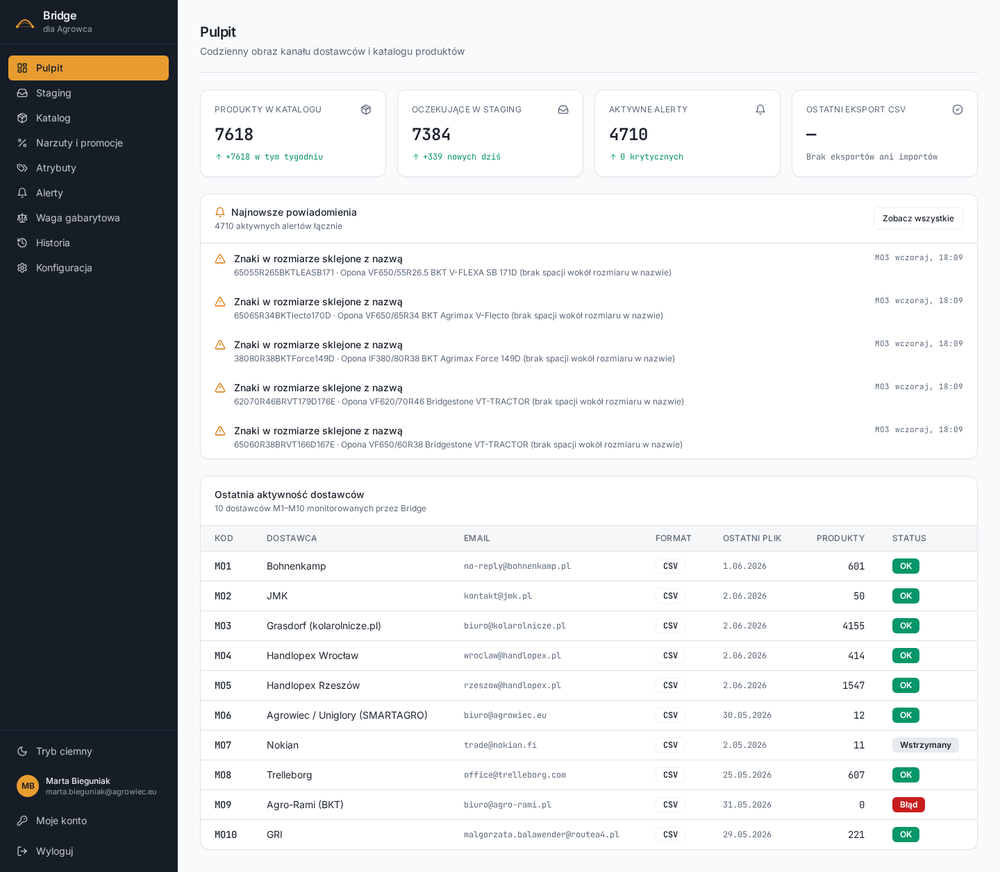 Bridge
dla Agrowca
Pulpit
Staging
Katalog
Narzuty i promocje
Atrybuty
Alerty
Waga gabarytowa
Historia
Konfiguracja
Tryb ciemny
MB
Marta Bieguniak
marta.bieguniak@agrowiec.eu
Moje konto
Wyloguj
Pulpit
Codzienny obraz kanału dostawców i katalogu produktów
PRODUKTY W KATALOGU
7618
↑ +7618 w tym tygodniu
OCZEKUJĄCE W STAGING
7384
↑ +339 nowych dziś
AKTYWNE ALERTY
4710
↑ 0 krytycznych
OSTATNI EKSPORT CSV
—
Brak eksportów ani importów
Najnowsze powiadomienia
4710 aktywnych alertów łącznie
Zobacz wszystkie
Znaki w rozmiarze sklejone z nazwą MO3 wczoraj, 18:09
65055R265BKTLEASB171 · Opona VF650/55R26.5 BKT V-FLEXA SB 171D (brak spacji wokół rozmiaru w nazwie)
Znaki w rozmiarze sklejone z nazwą MO3 wczoraj, 18:09
65065R34BKTlecto170D · Opona VF650/65R34 BKT Agrimax V-Flecto (brak spacji wokół rozmiaru w nazwie)
Znaki w rozmiarze sklejone z nazwą MO3 wczoraj, 18:09
38080R38BKTForce149D · Opona IF380/80R38 BKT Agrimax Force 149D (brak spacji wokół rozmiaru w nazwie)
Znaki w rozmiarze sklejone z nazwą MO3 wczoraj, 18:09
62070R46BRVT179D176E · Opona VF620/70R46 Bridgestone VT-TRACTOR (brak spacji wokół rozmiaru w nazwie)
Znaki w rozmiarze sklejone z nazwą MO3 wczoraj, 18:09
65060R38BRVT166D167E · Opona VF650/60R38 Bridgestone VT-TRACTOR (brak spacji wokół rozmiaru w nazwie)
Ostatnia aktywność dostawców
10 dostawców M1–M10 monitorowanych przez Bridge
KOD DOSTAWCA EMAIL FORMAT OSTATNI PLIK PRODUKTY STATUS
MO1 Bohnenkamp no-reply@bohnenkamp.pl CSV 1.06.2026 601 OK
MO2 JMK kontakt@jmk.pl CSV 2.06.2026 50 OK
MO3 Grasdorf (kolarolnicze.pl) biuro@kolarolnicze.pl CSV 2.06.2026 4155 OK
MO4 Handlopex Wrocław wroclaw@handlopex.pl CSV 2.06.2026 414 OK
MO5 Handlopex Rzeszów rzeszow@handlopex.pl CSV 2.06.2026 1547 OK
MO6 Agrowiec / Uniglory (SMARTAGRO) biuro@agrowiec.eu CSV 30.05.2026 12 OK
MO7 Nokian trade@nokian.fi CSV 2.05.2026 11 Wstrzymany
MO8 Trelleborg office@trelleborg.com CSV 25.05.2026 607 OK
MO9 Agro-Rami (BKT) biuro@agro-rami.pl CSV 31.05.2026 0 Błąd
MO10 GRI malgorzata.balawender@routea4.pl CSV 29.05.2026 221 OK